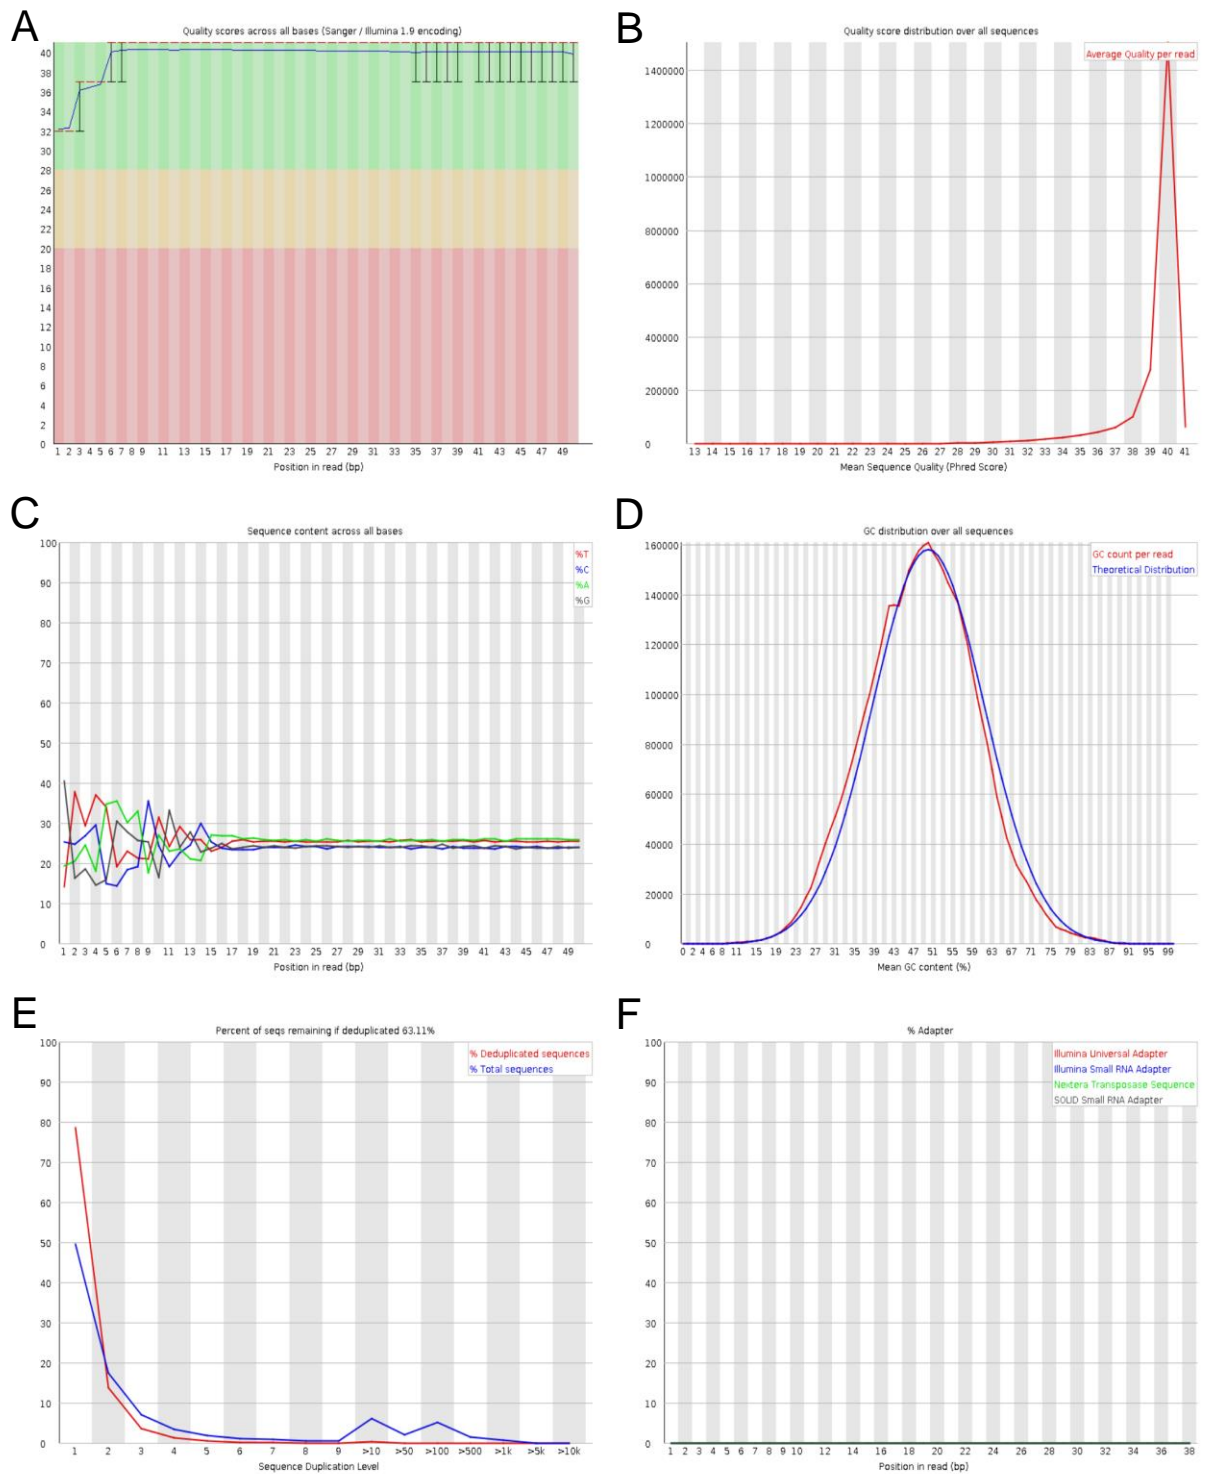 A
Quality scores across all bases (Sanger / Illumina 1.9 encoding)
40
38
36
34
32
30
28
26
24
22
20
18
16
14
12
10
8
6
4
2
0
1 2 3 4 5 6 7 8 9 11 13 15 17 19 21 23 25 27 29 31 33 35 37 39 41 43 45 47 49
Position in read (bp)
B
Quality score distribution over all sequences
Average Quality per read
1400000
1200000
1000000
800000
600000
400000
200000
0
13 14 15 16 17 18 19 20 21 22 23 24 25 26 27 28 29 30 31 32 33 34 35 36 37 38 39 40 41
Mean Sequence Quality (Phred Score)
C
Sequence content across all bases
%T
%C
%A
%G
100
90
80
70
60
50
40
30
20
10
0
1 2 3 4 5 6 7 8 9 11 13 15 17 19 21 23 25 27 29 31 33 35 37 39 41 43 45 47 49
Position in read (bp)
D
GC distribution over all sequences
GC count per read
Theoretical Distribution
160000
140000
120000
100000
80000
60000
40000
20000
0
0 2 4 6 8 11 15 19 23 27 31 35 39 43 47 51 55 59 63 67 71 75 79 83 87 91 95 99
Mean GC content (%)
E
Percent of seqs remaining if deduplicated 63.11%
% Deduplicated sequences
% Total sequences
100
90
80
70
60
50
40
30
20
10
0
1 2 3 4 5 6 7 8 9 >10 >50 >100 >500 >1k >5k >10k
Sequence Duplication Level
F
% Adapter
Illumina Universal Adapter
Illumina Small RNA Adapter
Nextera Transposase Sequence
SOLID Small RNA Adapter
100
90
80
70
60
50
40
30
20
10
0
1 2 3 4 5 6 7 8 9 10 12 14 16 18 20 22 24 26 28 30 32 34 36 38
Position in read (bp)